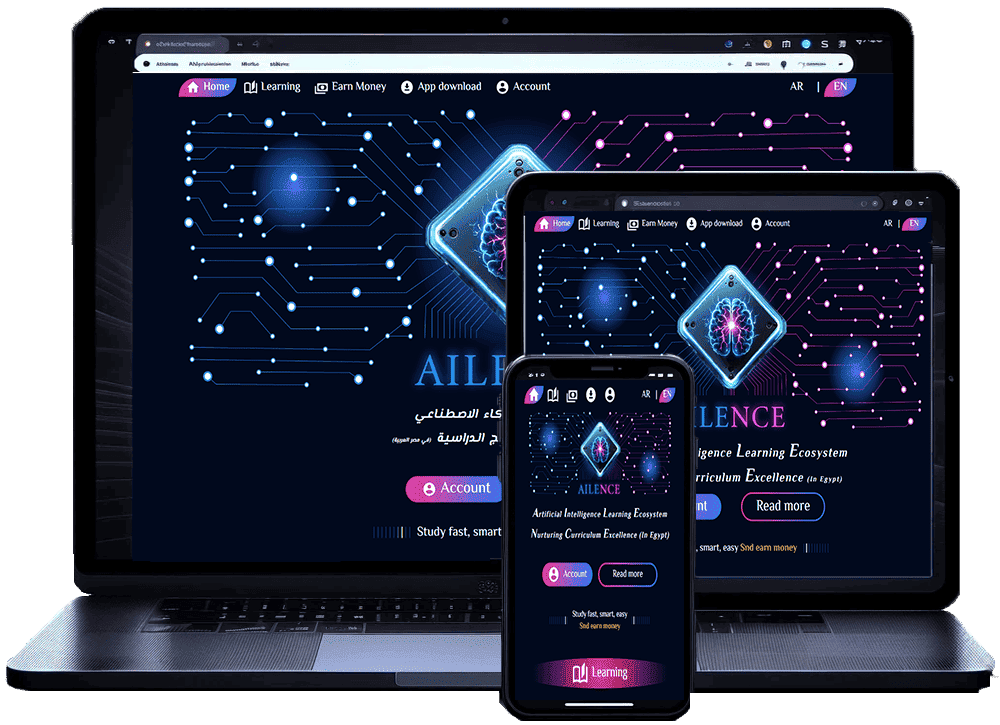 Home Learning Earn Money App download Account AR | EN
AILE
كاء الاصطناعي
ج الدراسية (في مصر العربية)
Account
Study fast, smart
Home Learning Earn Money App download Account AR | EN
LENCE
lligence Learning Ecosystem
rriculum Excellence (In Egypt)
nt Read more
, smart, easy Snd earn money
AR | EN
AILENCE
Artificial Intelligence Learning Ecosystem
Nurturing Curriculum Excellence (In Egypt)
Account Read more
Study fast, smart, easy
Snd earn money
Learning